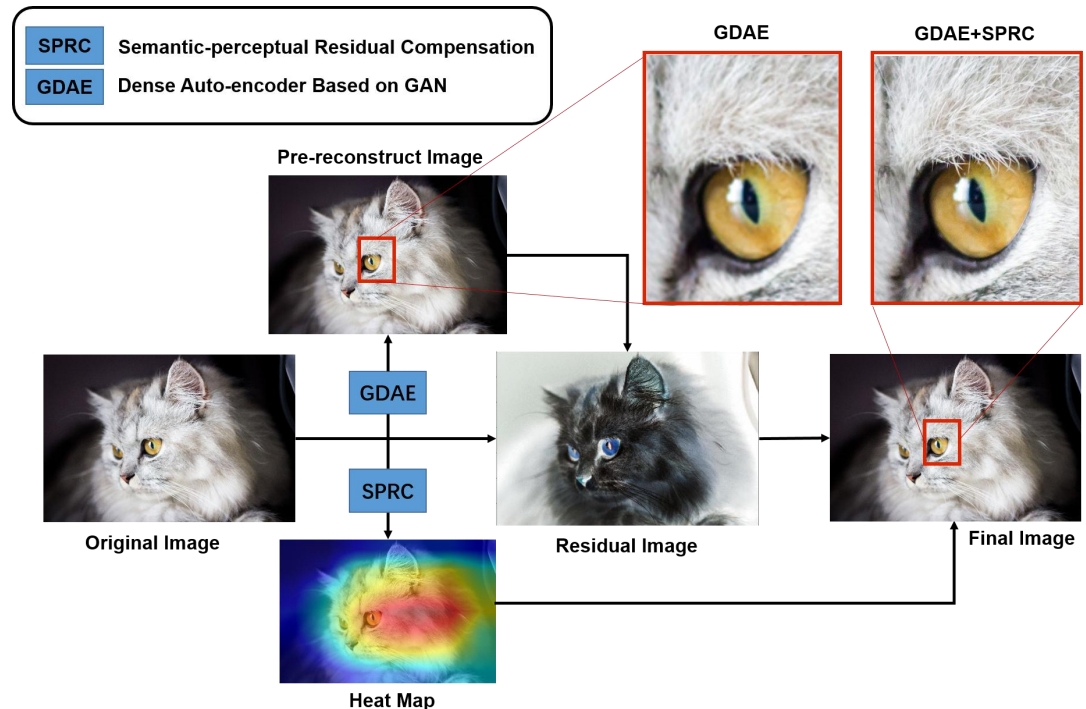 SPRC Semantic-perceptual Residual Compensation
GDAE Dense Auto-encoder Based on GAN
GDAE
GDAE+SPRC
Pre-reconstruct Image
GDAE
SPRC
Original Image
Residual Image
Final Image
Heat Map